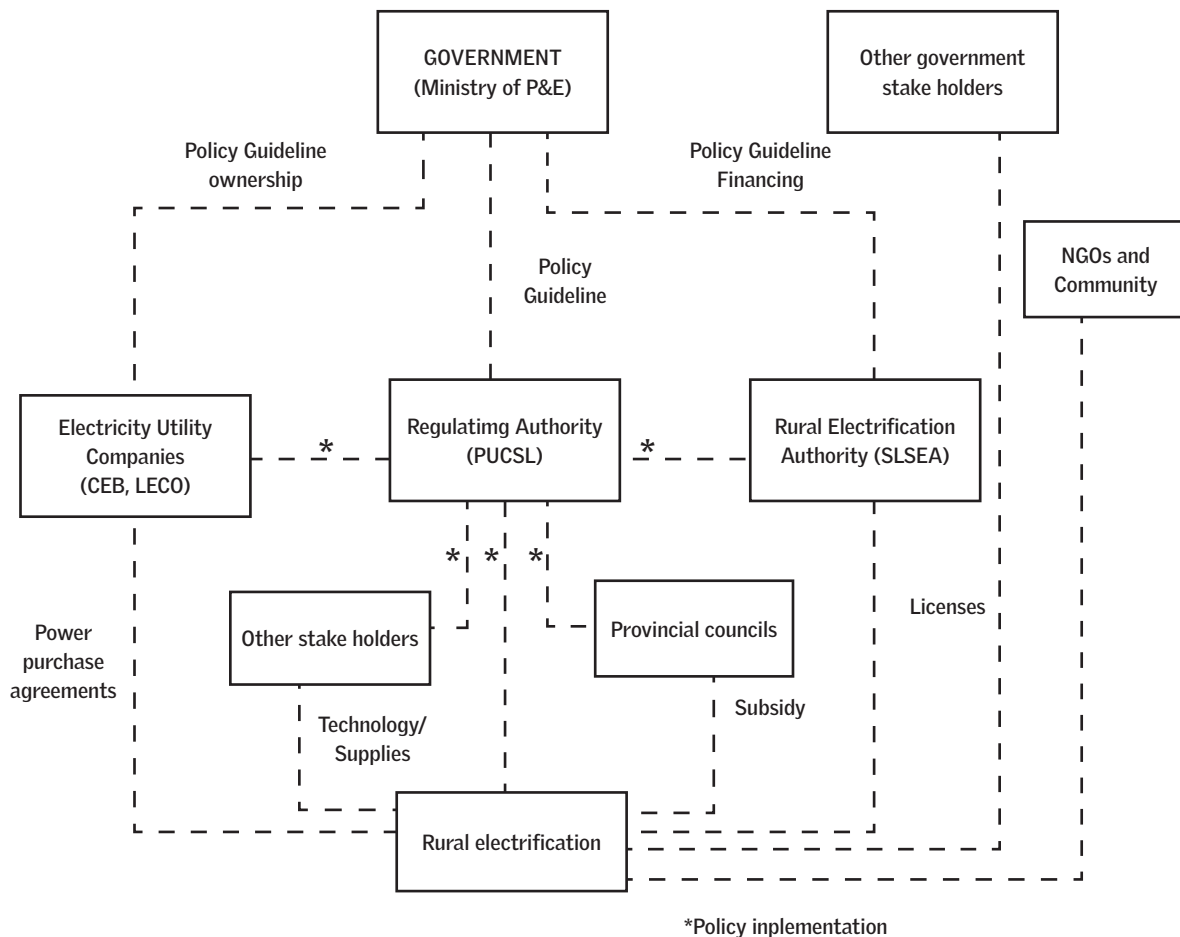 GOVERNMENT
(Ministry of P&E)
Other government
stake holders
Policy Guideline
ownership
Policy Guideline
Financing
NGOs and
Community
Policy
Guideline
Electricity Utility
Companies
(CEB, LECO)
*
Regulatimg Authority
(PUCSL)
*
Rural Electrification
Authority (SLSEA)
* * *
Other stake holders
Provincial councils
Licenses
Power
purchase
agreements
Technology/
Supplies
Subsidy
Rural electrification
*Policy inplementation